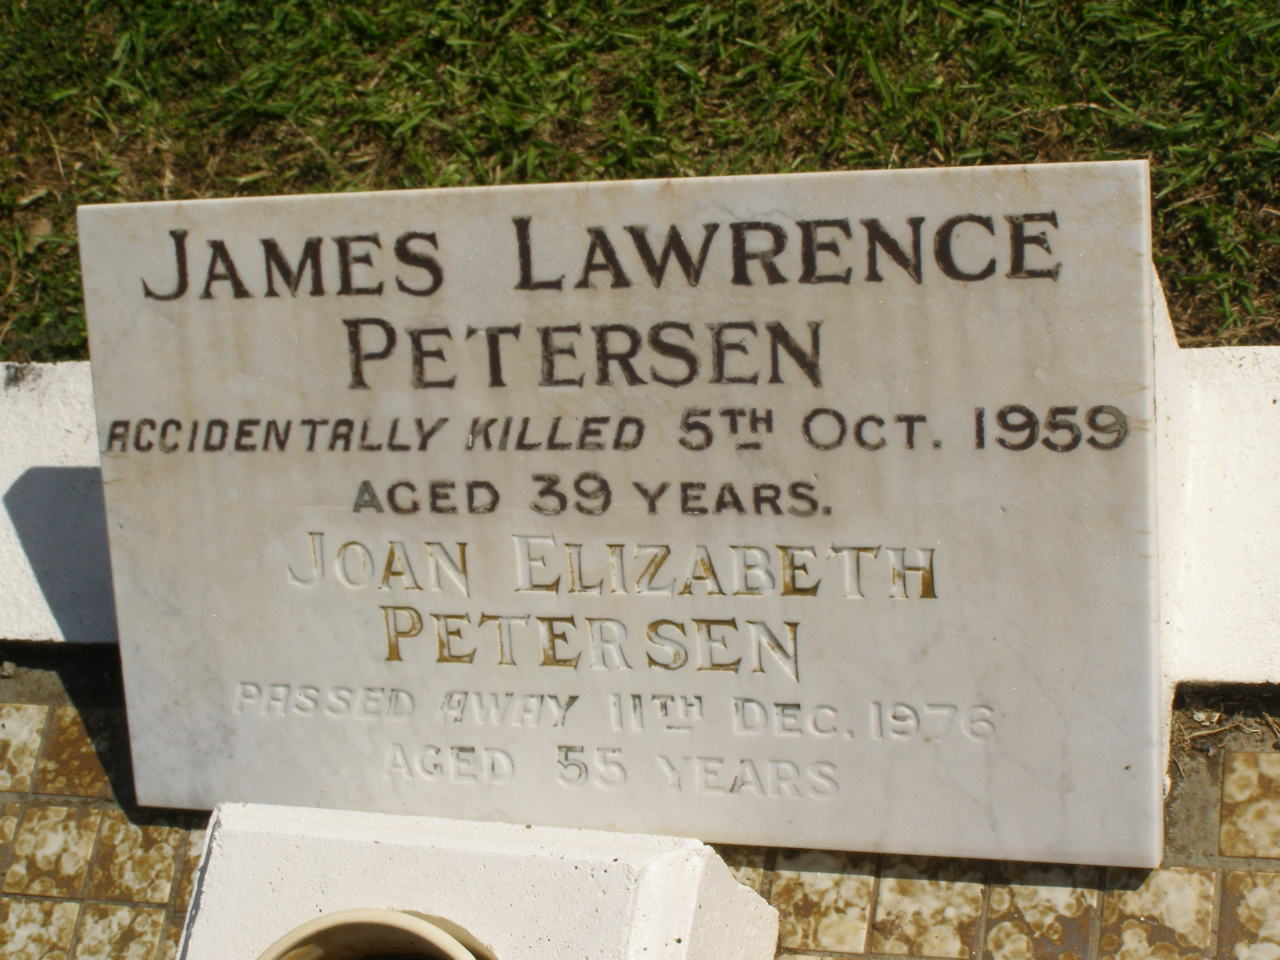 JAMES LAWRENCE
PETERSEN
ACCIDENTALLY KILLED 5TH OCT. 1959
AGED 39 YEARS.
JOAN ELIZABETH
PETERSEN
PASSED AWAY 11TH DEC. 1976
AGED 55 YEARS